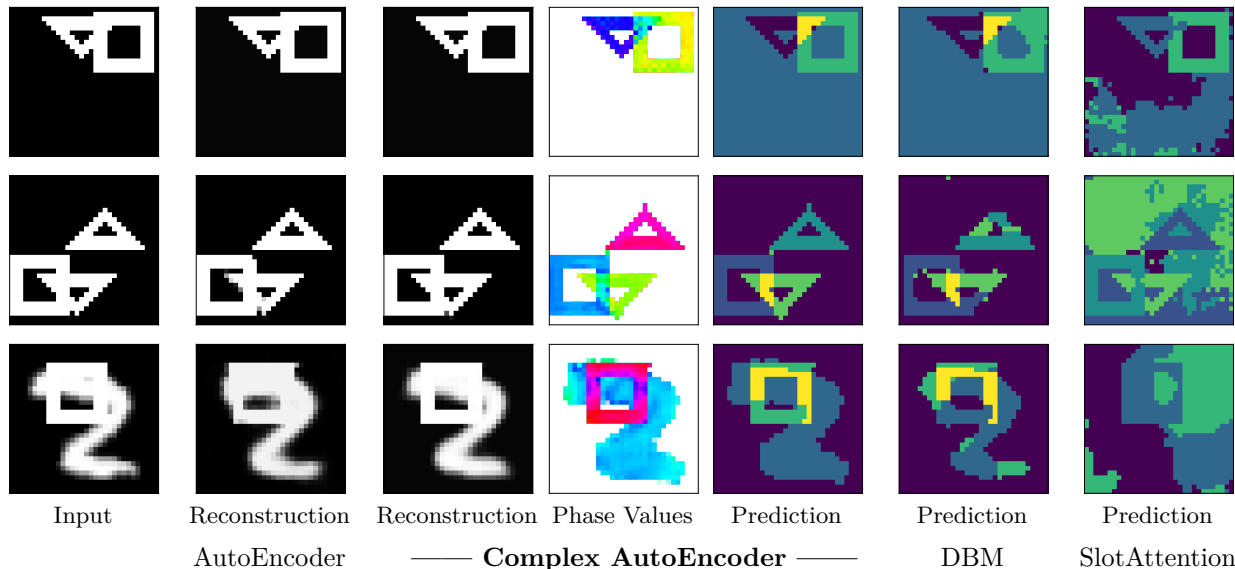 Input Reconstruction Reconstruction Phase Values Prediction Prediction Prediction
AutoEncoder —— Complex AutoEncoder —— DBM SlotAttention